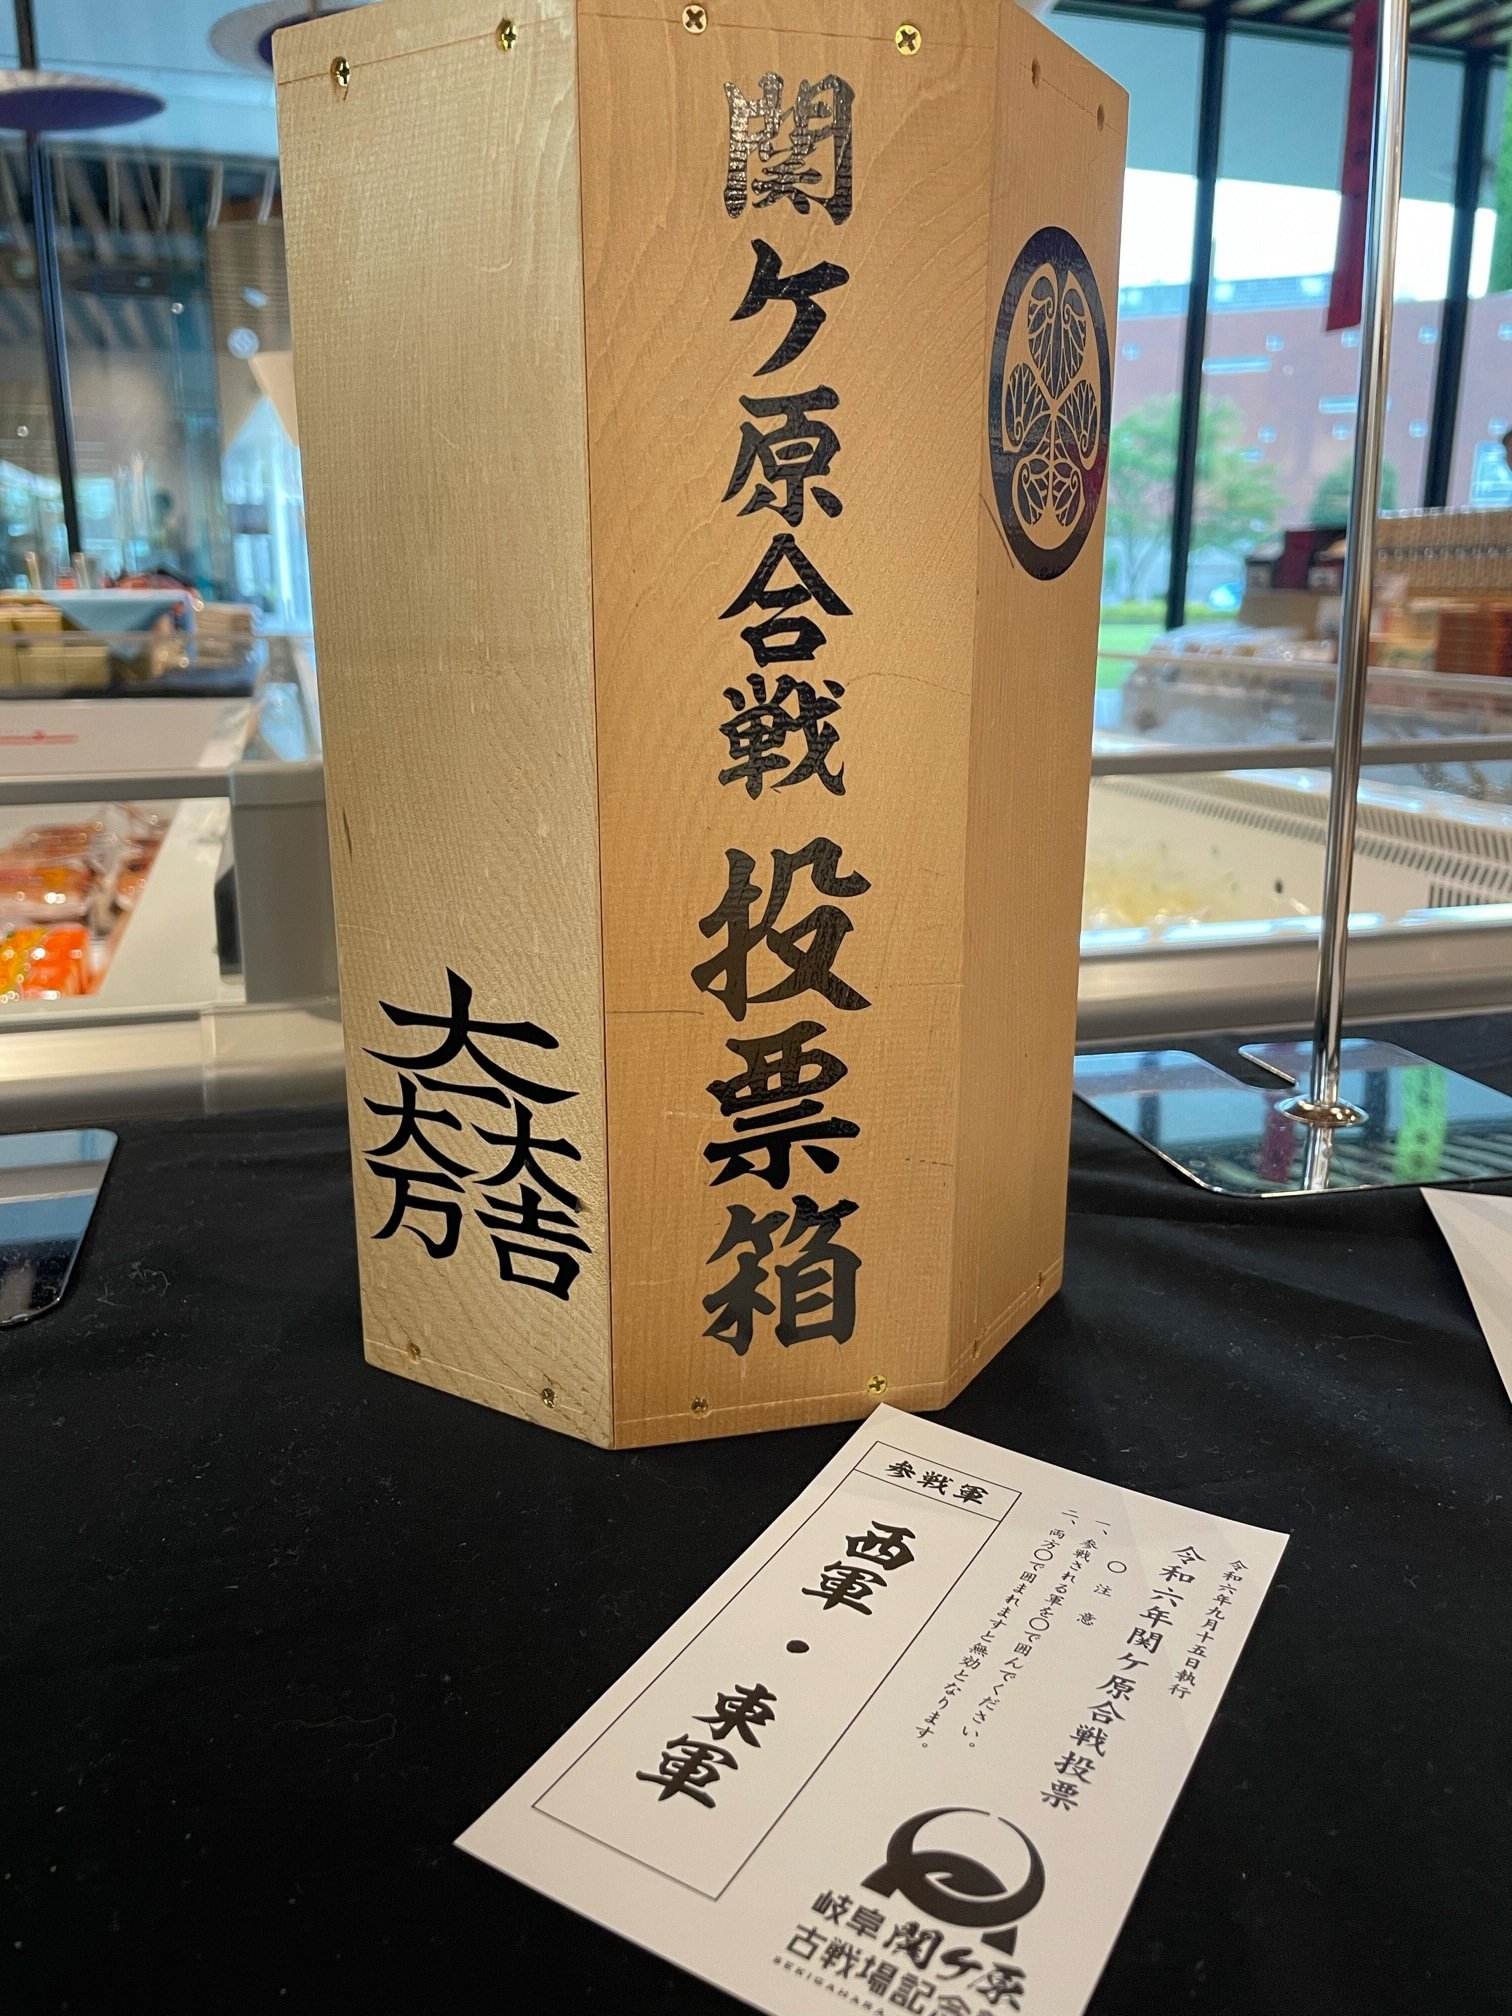 関ケ原合戦 投票箱
大一大万大吉
令和六年九月十五日執行
令和六年関ケ原合戦投票
〇 注 意
一、参戦される軍を〇で囲んでください。
二、両方〇で囲まれますと無効となります。
参戦軍
西軍・東軍
岐阜関ケ原
古戦場記念
SEKIGAHARA